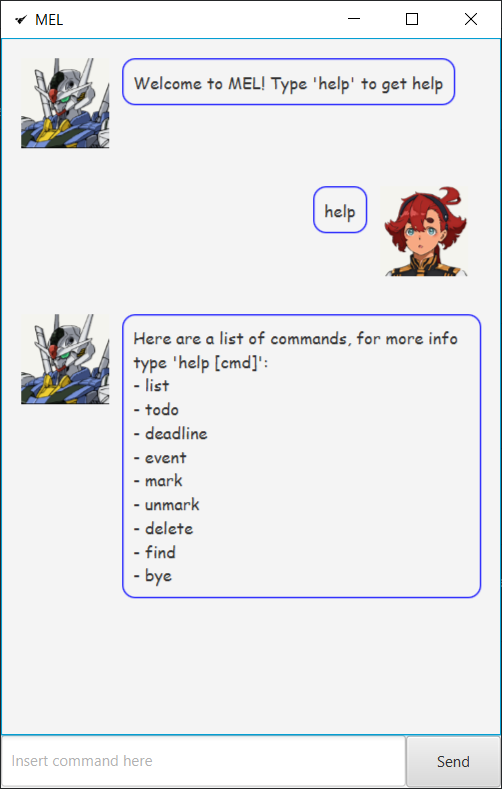 MEL
Welcome to MEL! Type 'help' to get help
help
Here are a list of commands, for more info
type 'help [cmd]':
- list
- todo
- deadline
- event
- mark
- unmark
- delete
- find
- bye
Insert command here
Send